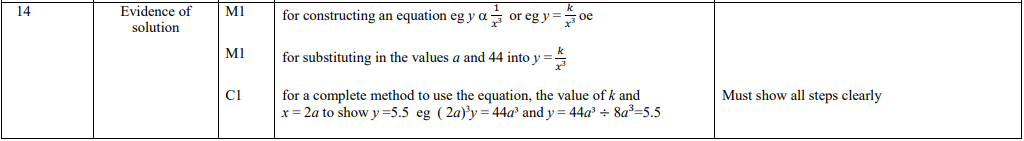 14 Evidence of M1 for constructing an equation eg y α 1/x³ or eg y = k/x³ oe
solution
M1 for substituting in the values a and 44 into y = k/x³
C1 for a complete method to use the equation, the value of k and Must show all steps clearly
x = 2a to show y =5.5 eg ( 2a)³y = 44a³ and y = 44a³ ÷ 8a³=5.5